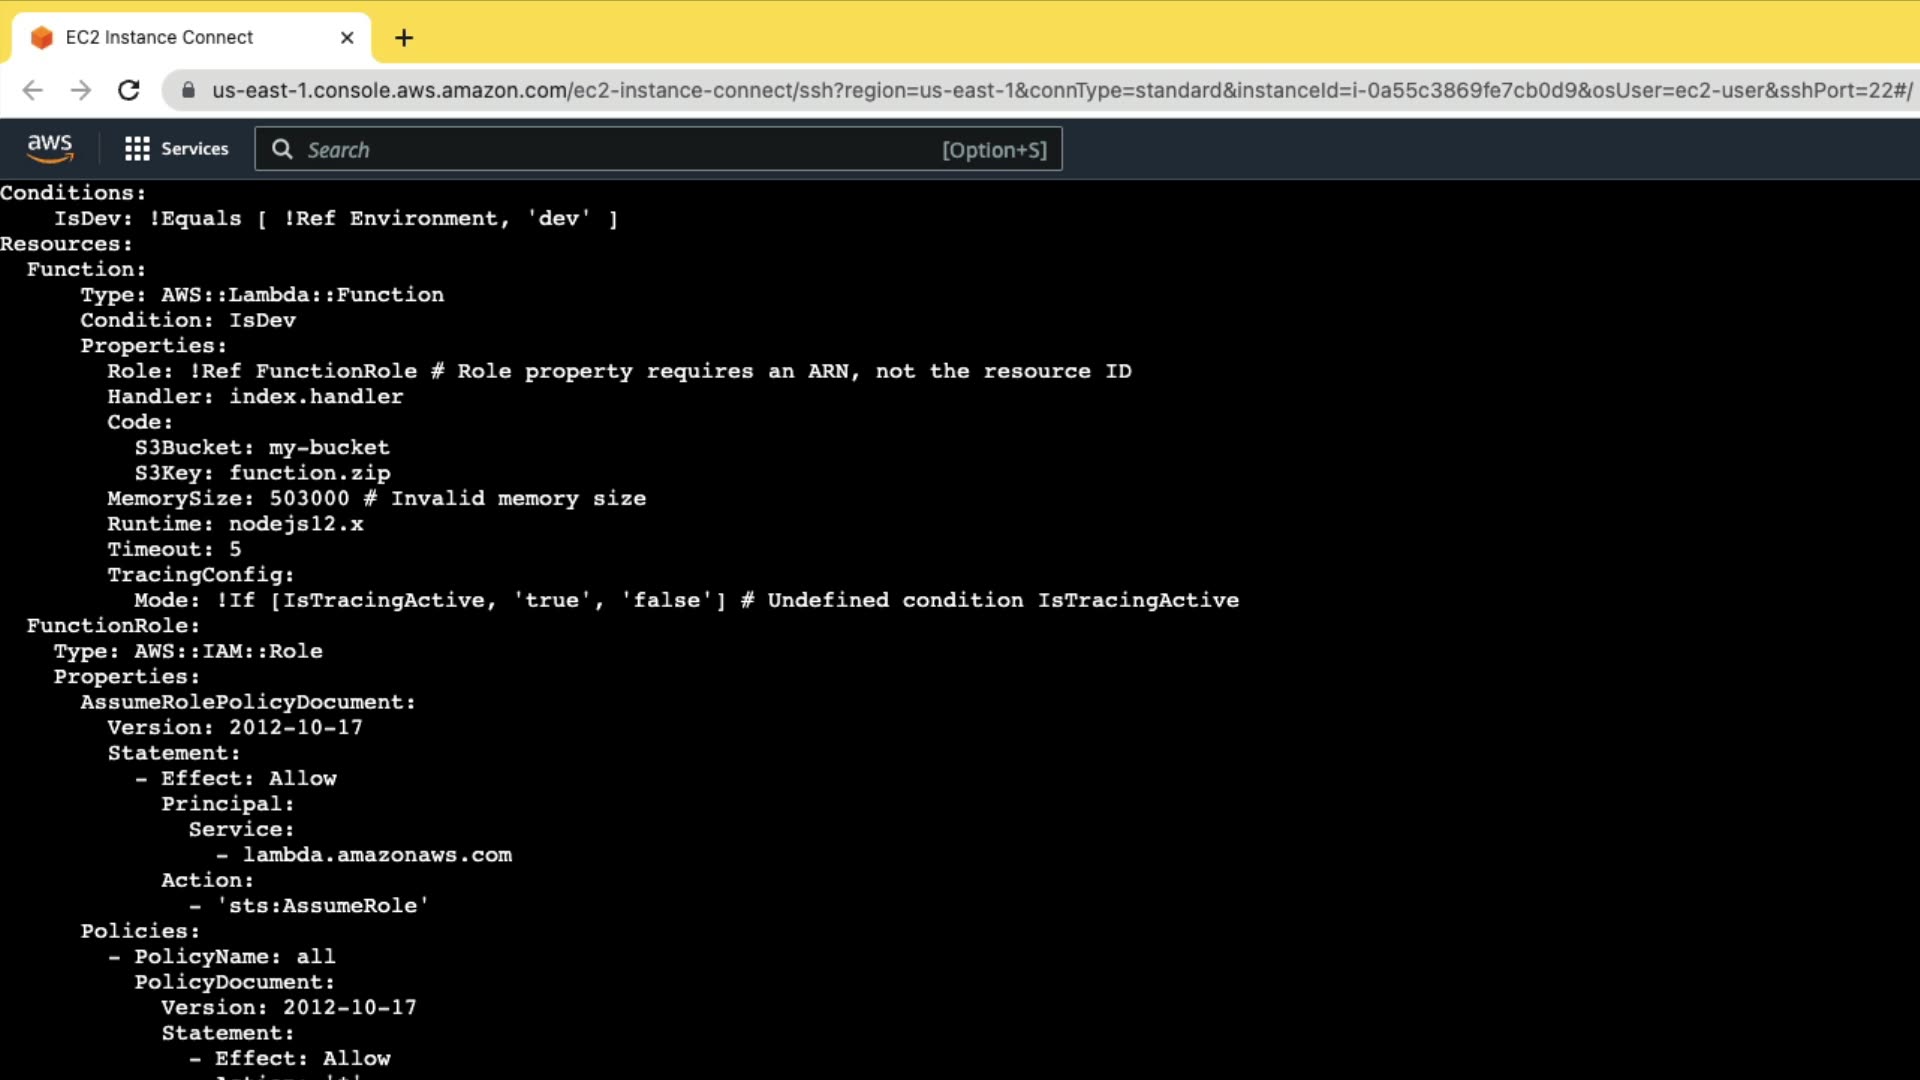 EC2 Instance Connect
us-east-1.console.aws.amazon.com/ec2-instance-connect/ssh?region=us-east-1&connType=standard&instanceId=i-0a55c3869fe7cb0d9&osUser=ec2-user&sshPort=22#/
aws Services Search [Option+S]
Conditions:
    IsDev: !Equals [ !Ref Environment, 'dev' ]
Resources:
  Function:
      Type: AWS::Lambda::Function
      Condition: IsDev
      Properties:
        Role: !Ref FunctionRole # Role property requires an ARN, not the resource ID
        Handler: index.handler
        Code:
          S3Bucket: my-bucket
          S3Key: function.zip
        MemorySize: 503000 # Invalid memory size
        Runtime: nodejs12.x
        Timeout: 5
        TracingConfig:
          Mode: !If [IsTracingActive, 'true', 'false'] # Undefined condition IsTracingActive
  FunctionRole:
    Type: AWS::IAM::Role
    Properties:
      AssumeRolePolicyDocument:
        Version: 2012-10-17
        Statement:
          - Effect: Allow
            Principal:
              Service:
                - lambda.amazonaws.com
            Action:
              - 'sts:AssumeRole'
      Policies:
        - PolicyName: all
          PolicyDocument:
            Version: 2012-10-17
            Statement:
              - Effect: Allow